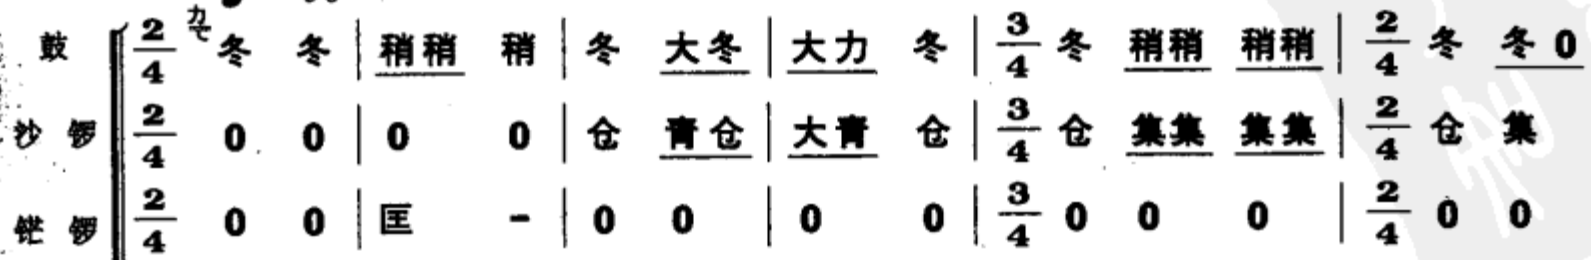 鼓 2/4 冬 冬 | 稍稍 稍 | 冬 大冬 | 大力 冬 | 3/4 冬 稍稍 稍稍 | 2/4 冬 冬0
沙锣 2/4 0 0 | 0 0 | 仓 青仓 | 大青 仓 | 3/4 仓 集集 集集 | 2/4 仓 集
铓锣 2/4 0 0 | 匡 - | 0 0 | 0 0 | 3/4 0 0 0 | 2/4 0 0